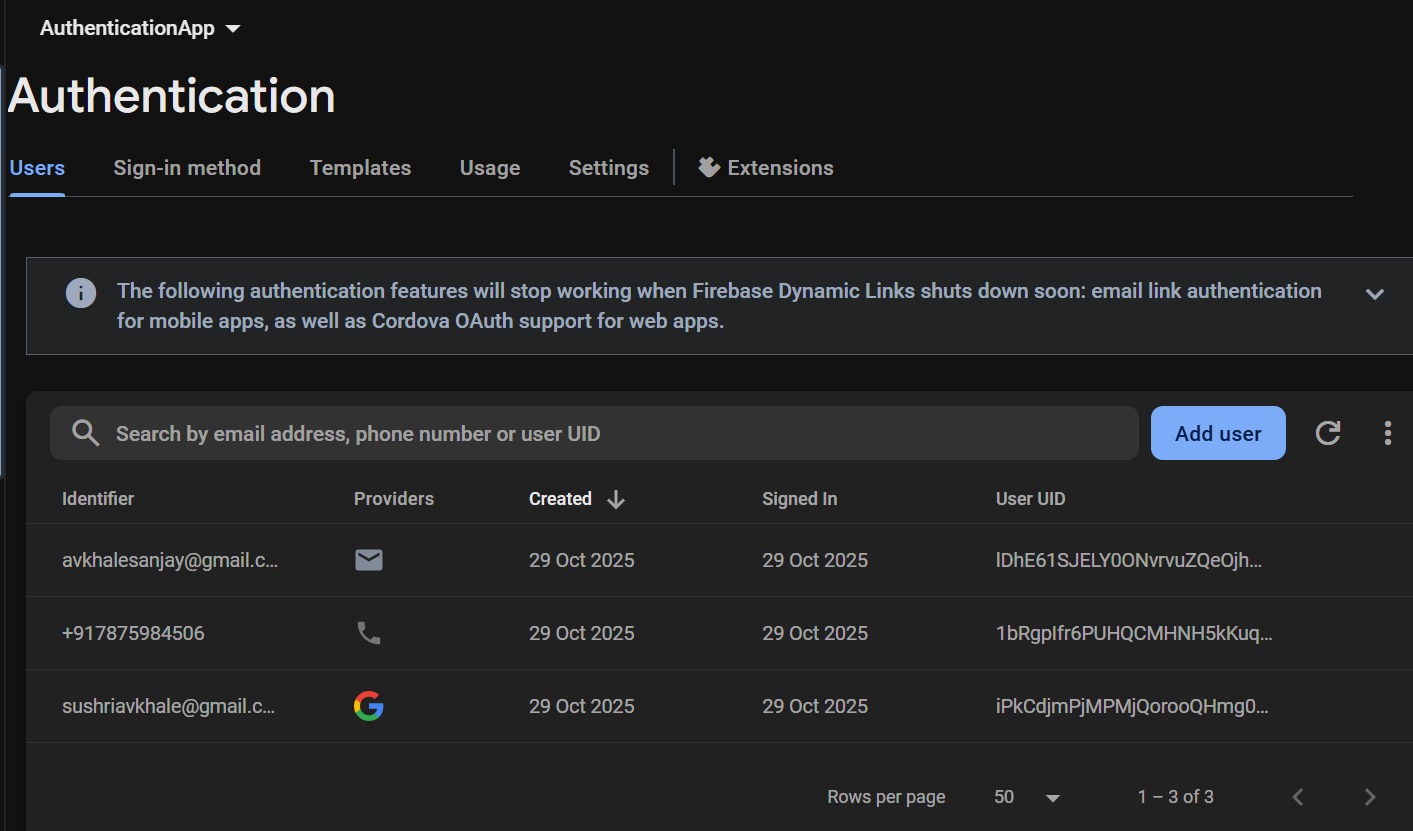 AuthenticationApp
Authentication
Users Sign-in method Templates Usage Settings Extensions
The following authentication features will stop working when Firebase Dynamic Links shuts down soon: email link authentication
for mobile apps, as well as Cordova OAuth support for web apps.
Search by email address, phone number or user UID Add user
Identifier Providers Created Signed In User UID
avkhalesanjay@gmail.c... 29 Oct 2025 29 Oct 2025 lDhE61SJELY0ONvrvuZQeOjh...
+917875984506 29 Oct 2025 29 Oct 2025 1bRgpIfr6PUHQCMHNH5kKuq...
sushriavkhale@gmail.c... 29 Oct 2025 29 Oct 2025 iPkCdjmPjMPMjQorooQHmg0...
Rows per page 50 1 – 3 of 3